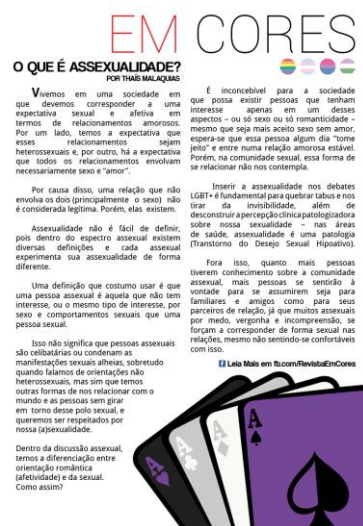 EM CORES
O QUE É ASSEXUALIDADE?
POR THAÍS MALAQUIAS
Vivemos em uma sociedade em
que devemos corresponder a uma
expectativa sexual e afetiva em
termos de relacionamentos amorosos.
Por um lado, temos a expectativa que
esses relacionamentos sejam
heterossexuais e, por outro, há a expectativa
que todos os relacionamentos envolvam
necessariamente sexo e "amor".
Por causa disso, uma relação que não
envolva os dois (principalmente o sexo) não
é considerada legítima. Porém, elas existem.
Assexualidade não é fácil de definir,
pois dentro do espectro assexual existem
diversas definições e cada assexual
experimenta sua assexualidade de forma
diferente.
Uma definição que costumo usar é que
uma pessoa assexual é aquela que não tem
interesse, ou o mesmo tipo de interesse, por
sexo e comportamentos sexuais que uma
pessoa sexual.
Isso não significa que pessoas assexuais
são celibatárias ou condenam as
manifestações sexuais alheias, sobretudo
quando falamos de orientações não
heterossexuais, mas sim que temos
outras formas de nos relacionar com o
mundo e as pessoas sem girar
em torno desse polo sexual, e
queremos ser respeitados por
nossa (a)sexualidade.
Dentro da discussão assexual,
temos a diferenciação entre
orientação romântica
(afetividade) e da sexual.
Como assim?
É inconcebível para a sociedade
que possa existir pessoas que tenham
interesse apenas em um desses
aspectos – ou só sexo ou só romanticidade –
mesmo que seja mais aceito sexo sem amor,
espera-se que essa pessoa algum dia "tome
jeito" e entre numa relação amorosa estável.
Porém, na comunidade sexual, essa forma de
se relacionar não nos contempla.
Inserir a assexualidade nos debates
LGBT+ é fundamental para quebrar tabus e nos
tirar da invisibilidade, além de
desconstruir a percepção clínica patologizadora
sobre nossa sexualidade – nas áreas
de saúde, assexualidade é uma patologia
(Transtorno do Desejo Sexual Hipoativo).
Fora isso, quanto mais pessoas
tiverem conhecimento sobre a comunidade
assexual, mais pessoas se sentirão à
vontade para se assumirem seja para
familiares e amigos como para seus
parceiros de relação, já que muitos assexuais
por medo, vergonha e incompreensão, se
forçam a corresponder de forma sexual nas
relações, mesmo não sentindo-se confortáveis
com isso.
f Leia Mais em fb.com/RevistaEmCores
A
A
A
A